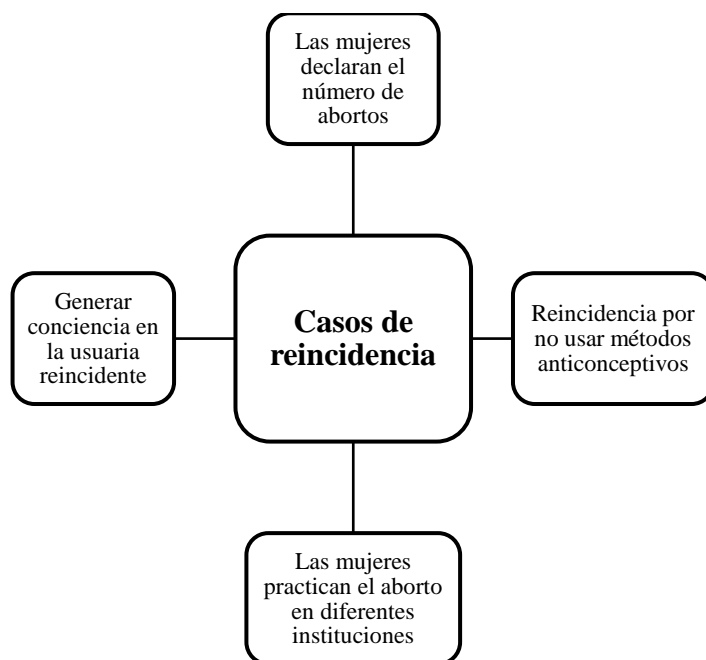 Las mujeres
declaran el
número de
abortos
Generar
conciencia en
la usuaria
reincidente
Casos de
reincidencia
Reincidencia por
no usar métodos
anticonceptivos
Las mujeres
practican el aborto
en diferentes
instituciones